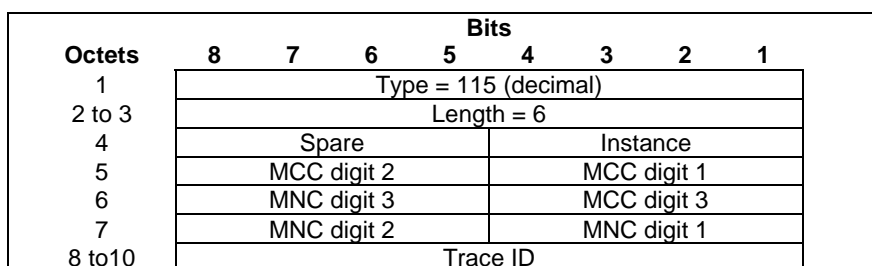 Bits
Octets 8 7 6 5 4 3 2 1
1 Type = 115 (decimal)
2 to 3 Length = 6
4 Spare Instance
5 MCC digit 2 MCC digit 1
6 MNC digit 3 MCC digit 3
7 MNC digit 2 MNC digit 1
8 to10 Trace ID